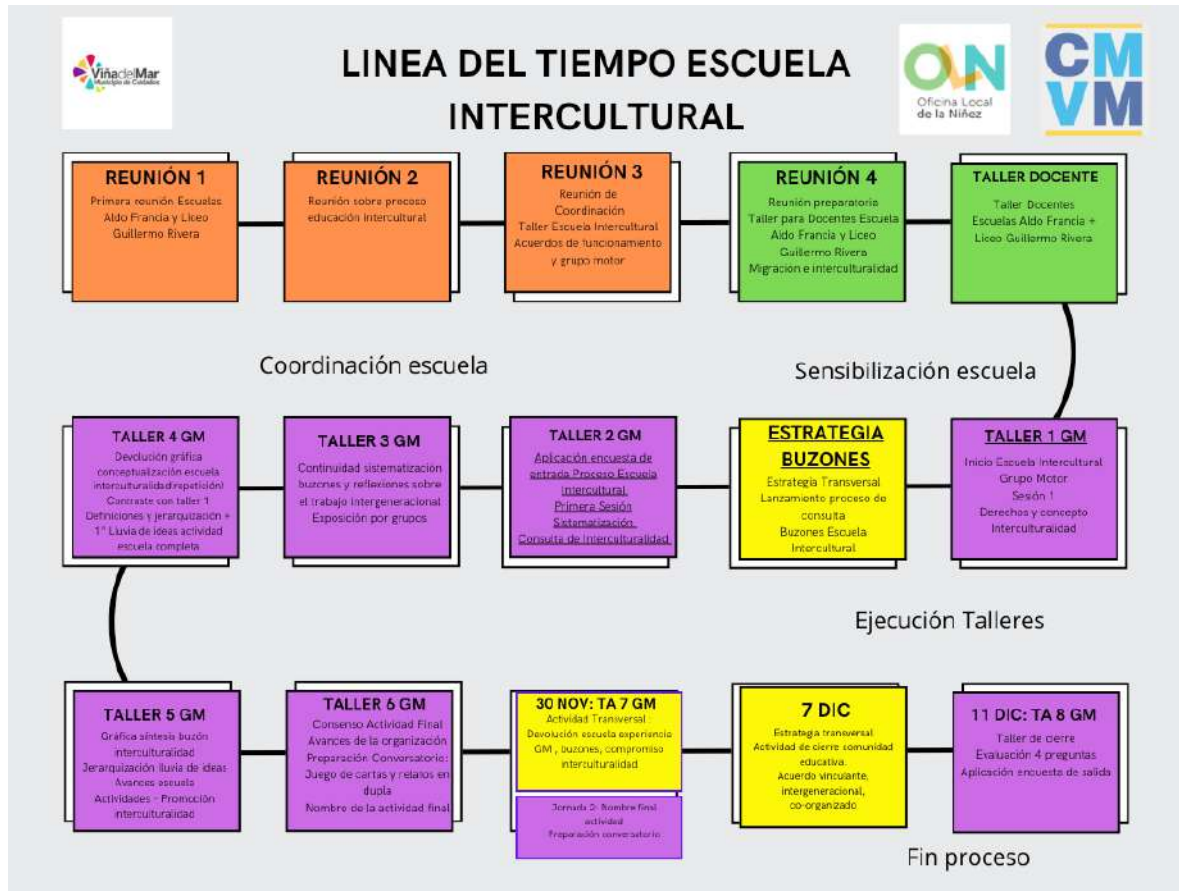 ViñadelMar
Municipio de Cuidados
LINEA DEL TIEMPO ESCUELA
INTERCULTURAL
OLN
Oficina Local
de la Niñez
CM
VM
REUNIÓN 1
Primera reunión Escuelas
Aldo Francia y Liceo
Guillermo Rivera
REUNIÓN 2
Reunión sobre proceso
educación intercultural
REUNIÓN 3
Reunión de
Coordinación
Taller Escuela Intercultural
Acuerdos de funcionamiento
y grupo motor
REUNIÓN 4
Reunión preparatoria
Taller para Docentes Escuela
Aldo Francia y Liceo
Guillermo Rivera
Migración e interculturalidad
TALLER DOCENTE
Taller Docentes
Escuelas Aldo Francia +
Liceo Guillermo Rivera
Coordinación escuela
Sensibilización escuela
TALLER 4 GM
Devolución gráfica
conceptualización escuela
interculturalidad(repetición)
Contraste con taller 1
Definiciones y jerarquización +
1° Lluvia de ideas actividad
escuela completa
TALLER 3 GM
Continuidad sistematización
buzones y reflexiones sobre
el trabajo intergeneracional
Exposición por grupos
TALLER 2 GM
Aplicación encuesta de
entrada Proceso Escuela
Intercultural
Primera Sesión
Sistematización
Consulta de Interculturalidad
ESTRATEGIA
BUZONES
Estrategia Transversal
Lanzamiento proceso de
consulta
Buzones Escuela
Intercultural
TALLER 1 GM
Inicio Escuela Intercultural
Grupo Motor
Sesión 1
Derechos y concepto
Interculturalidad
Ejecución Talleres
TALLER 5 GM
Gráfica síntesis buzón
interculturalidad
Jerarquización lluvia de ideas
Avances escuela
Actividades - Promoción
interculturalidad
TALLER 6 GM
Consenso Actividad Final
Avances de la organización
Preparación Conversatorio:
Juego de cartas y relatos en
dupla
Nombre de la actividad final
30 NOV: TA 7 GM
Actividad Transversal :
Devolución escuela experiencia
GM , buzones, compromiso
interculturalidad
Jornada 2: Nombre final
actividad
Preparación conversatorio
7 DIC
Estrategia transversal
Actividad de cierre comunidad
educativa.
Acuerdo vinculante,
intergeneracional,
co-organizado
11 DIC: TA 8 GM
Taller de cierre
Evaluación 4 preguntas
Aplicación encuesta de salida
Fin proceso